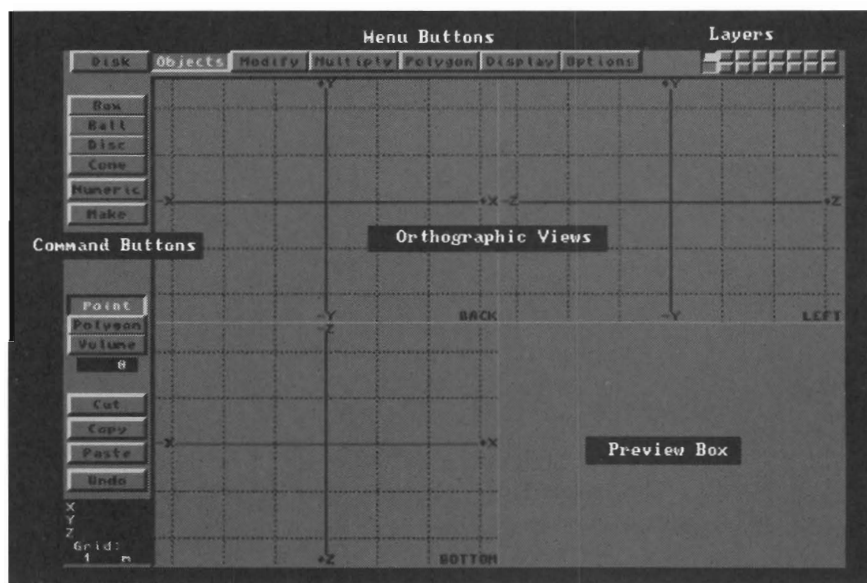 Menu Buttons
Layers
Disk Objects Modify Multiply Polygon Display Options
+Y +Y
Box
Ball
Disc
Cone
Numeric
Make
-X +X -Z +Z
Command Buttons
Orthographic Views
-Y BACK -Y LEFT
Point
Polygon
Volume
0
-Z
Cut
Copy
Paste
Undo
-X +X
Preview Box
X
Y
Z
Grid:
1 m
+Z BOTTOM